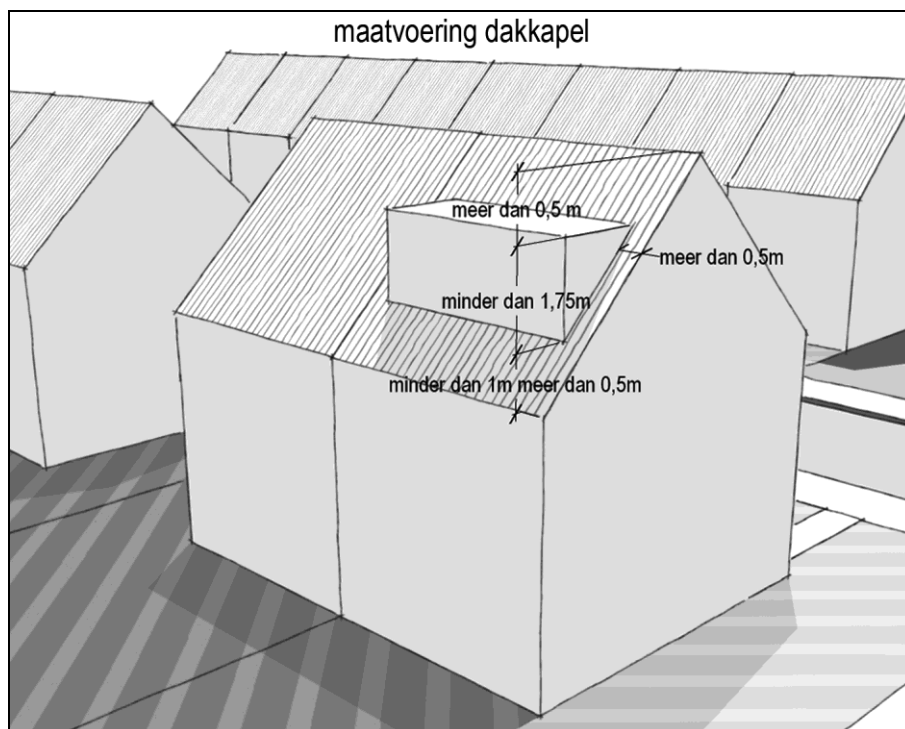 maatvoering dakkapel
meer dan 0,5 m
meer dan 0,5m
minder dan 1,75m
minder dan 1m meer dan 0,5m